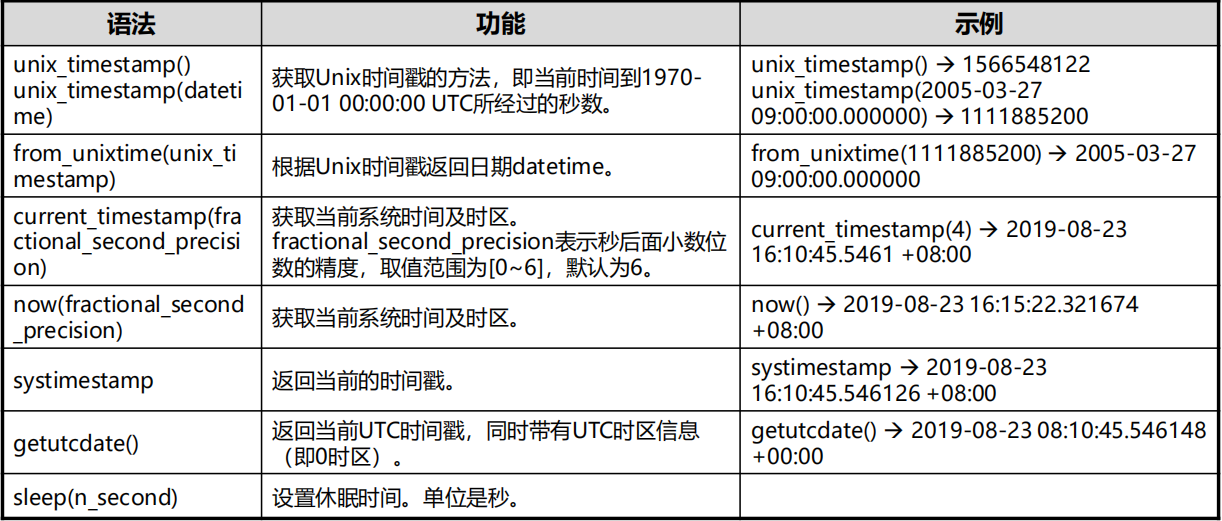 语法
功能
示例
unix_timestamp()
unix_timestamp(dateti
me)
获取Unix时间戳的方法，即当前时间到1970-
01-01 00:00:00 UTC所经过的秒数。
unix_timestamp() → 1566548122
unix_timestamp(2005-03-27
09:00:00.000000) → 1111885200
from_unixtime(unix_ti
mestamp)
根据Unix时间戳返回日期datetime。
from_unixtime(1111885200) → 2005-03-27
09:00:00.000000
current_timestamp(fra
ctional_second_precisi
on)
获取当前系统时间及时区。
fractional_second_precision表示秒后面小数位
数的精度，取值范围为[0~6]，默认为6。
current_timestamp(4) → 2019-08-23
16:10:45.5461 +08:00
now(fractional_second
_precision)
获取当前系统时间及时区。
now() → 2019-08-23 16:15:22.321674
+08:00
systimestamp
返回当前的时间戳。
systimestamp → 2019-08-23
16:10:45.546126 +08:00
getutcdate()
返回当前UTC时间戳，同时带有UTC时区信息
（即0时区）。
getutcdate() → 2019-08-23 08:10:45.546148
+00:00
sleep(n_second)
设置休眠时间。单位是秒。